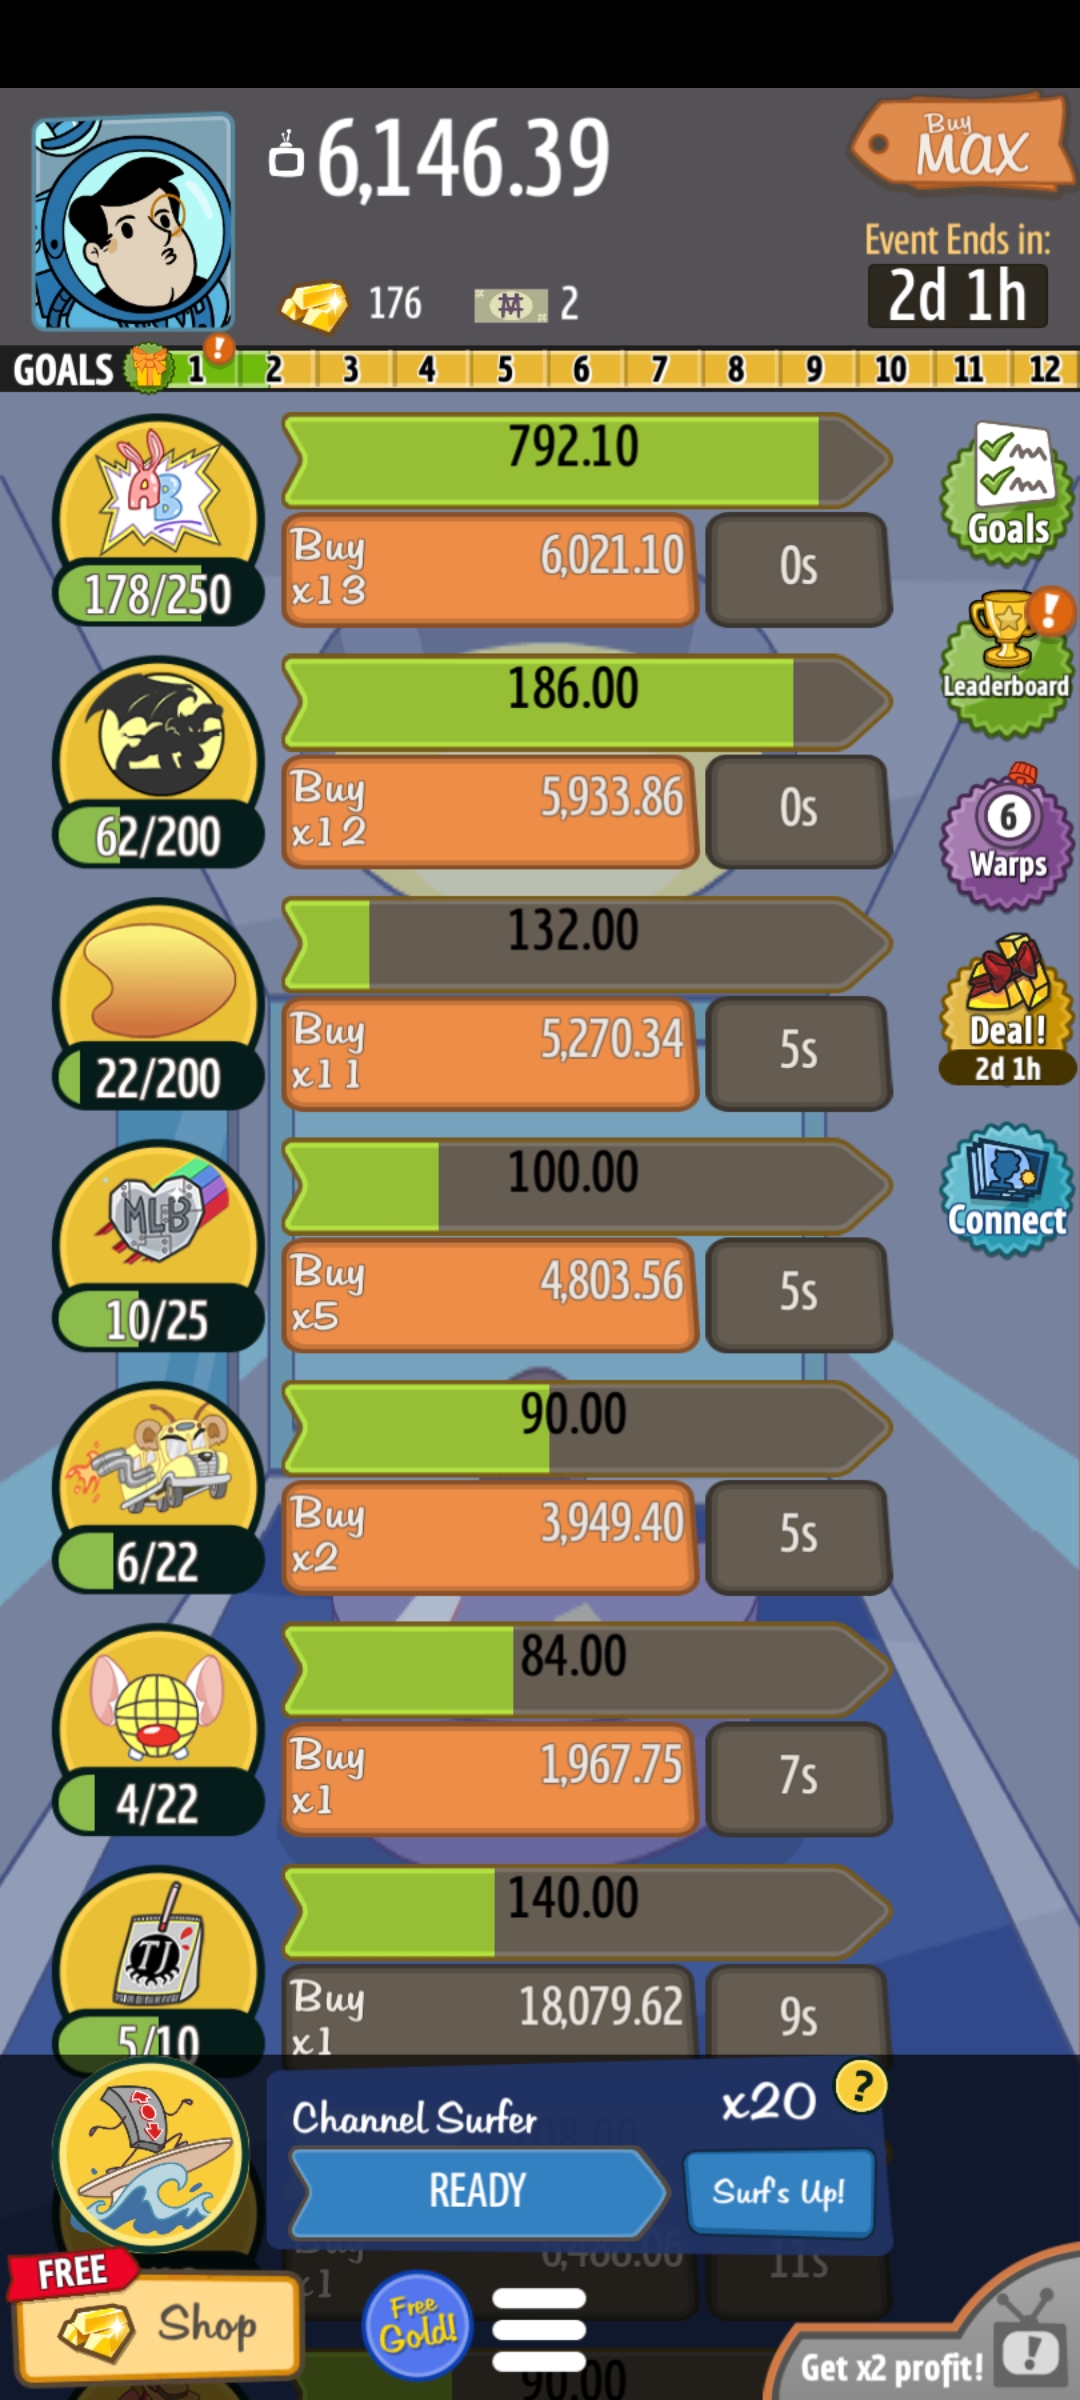 6,146.39
Buy
MAX
Event Ends in:
2d 1h
176
2
GOALS ! 1 2 3 4 5 6 7 8 9 10 11 12
AB
792.10
Buy 6,021.10
x13
0s
178/250
Goals
186.00
Buy 5,933.86
x12
0s
62/200
!
Leaderboard
132.00
Buy 5,270.34
x11
5s
22/200
6
Warps
Deal!
2d 1h
MLB
100.00
Buy 4,803.56
x5
5s
10/25
Connect
90.00
Buy 3,949.40
x2
5s
6/22
84.00
Buy 1,967.75
x1
7s
4/22
TJ
140.00
Buy 18,079.62
x1
9s
5/10
Channel Surfer
x20
?
READY
Surf's Up!
Buy 6,488.06
x1
11s
FREE
Shop
Free
Gold!
90.00
Get x2 profit!
!